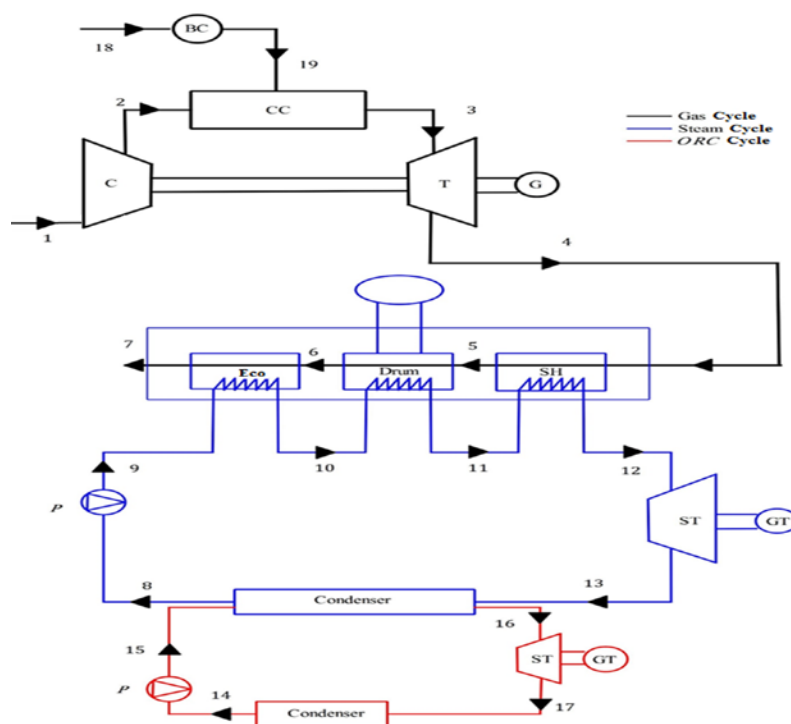 BC
18
19
2
CC
3
Gas Cycle
Steam Cycle
ORC Cycle
C
T
G
1
4
7
6
5
Eco
Drum
SH
9
10
11
12
P
ST
GT
8
Condenser
13
16
15
ST
GT
P
14
Condenser
17